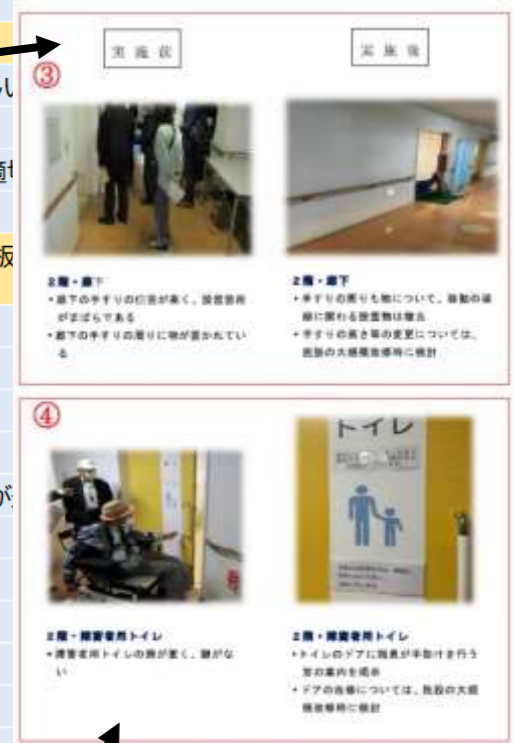 実施前
実施後
③
2階・廊下
・廊下の手すりの位置が高く、設置箇所
がまばらである
・廊下の手すりの周りに物が置かれてい
る
2階・廊下
・手すりの周りも物について、移動の導
線に関わる設置物は撤去
・手すりの高さ等の変更については、
施設の大規模改修時に検討
④
トイレ
2階・障害者用トイレ
・障害者用トイレの扉が重く、鍵がな
い
2階・障害者用トイレ
・トイレのドアに職員が手助けを行う
旨の案内を掲示
・ドアの改修については、施設の大規
模改修時に検討
板
が